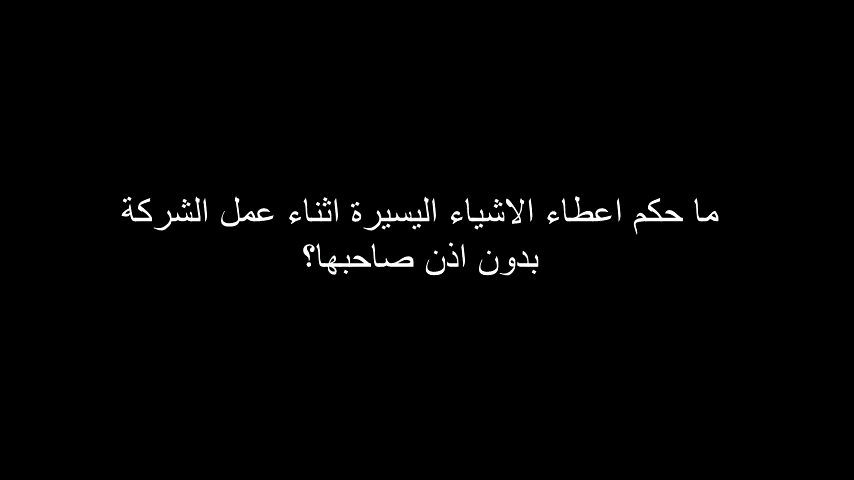 ما حكم اعطاء الاشياء اليسيرة اثناء عمل الشركة
بدون اذن صاحبها؟